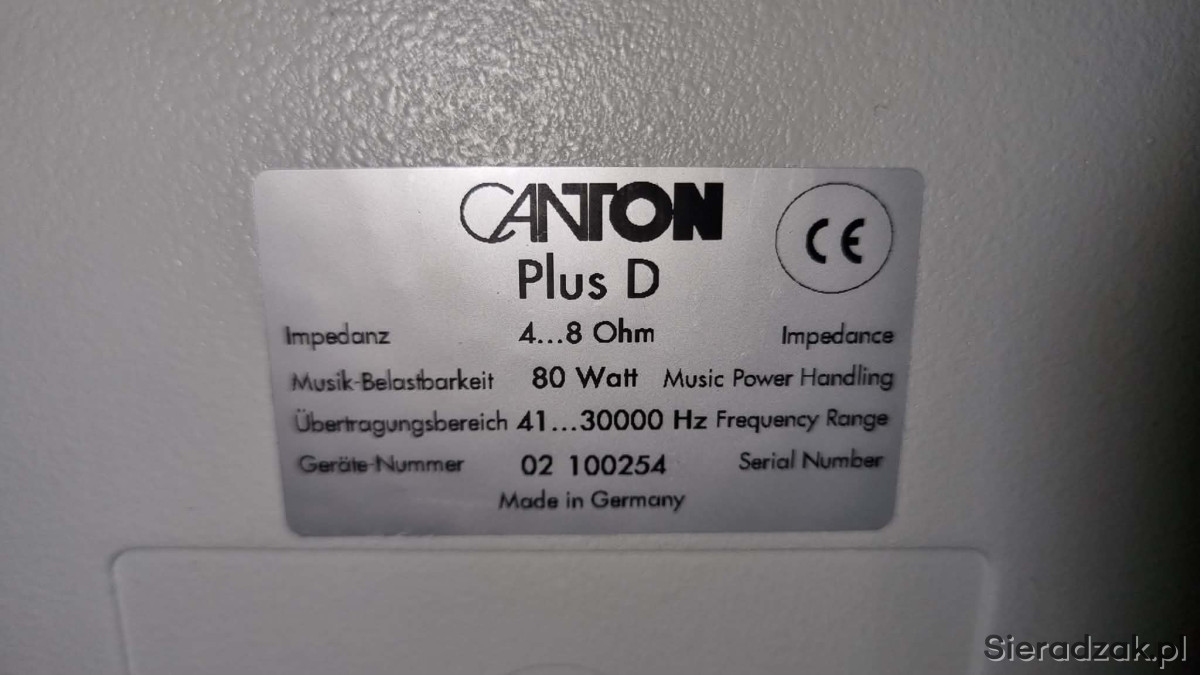 CANTON
CE
Plus D
Impedanz 4...8 Ohm Impedance
Musik-Belastbarkeit 80 Watt Music Power Handling
Übertragungsbereich 41...30000 Hz Frequency Range
Geräte-Nummer 02 100254 Serial Number
Made in Germany
Sieradzak.pl